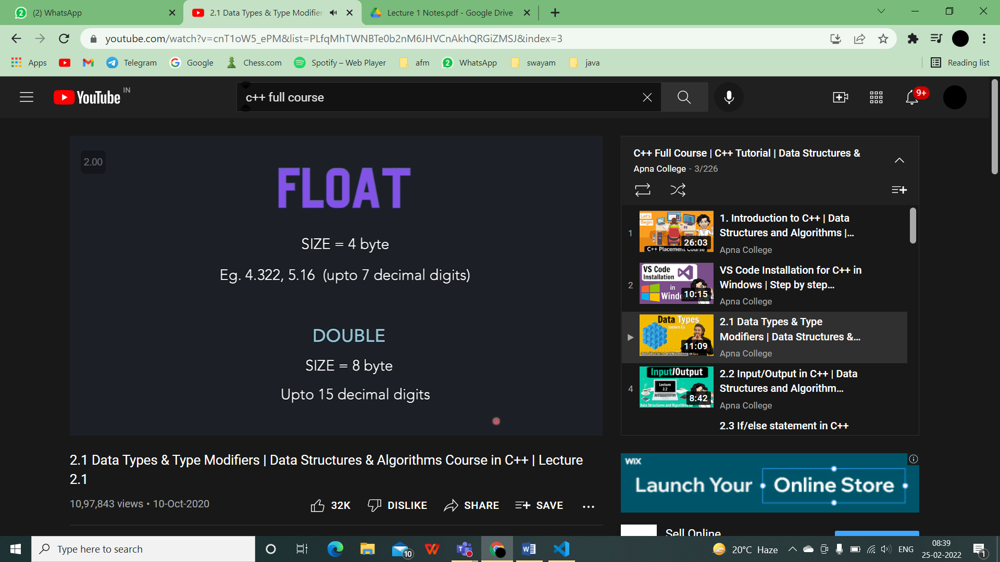 (2) WhatsApp
2.1 Data Types & Type Modifier
Lecture 1 Notes.pdf - Google Drive
youtube.com/watch?v=cnT1oW5_ePM&list=PLfqMhTWNBTe0b2nM6JHVCnAkhQRGiZMSJ&index=3
Apps
Telegram
Google
Chess.com
Spotify – Web Player
afm
WhatsApp
swayam
java
Reading list
YouTube IN
c++ full course
9+
2.00
FLOAT
SIZE = 4 byte
Eg. 4.322, 5.16 (upto 7 decimal digits)
DOUBLE
SIZE = 8 byte
Upto 15 decimal digits
C++ Full Course | C++ Tutorial | Data Structures &
Apna College - 3/226
1
Let's
Begin
26:03
C++ Placement Course
1. Introduction to C++ | Data
Structures and Algorithms |...
Apna College
2
VS Code
Installation
in
Windo
10:15
VS Code Installation for C++ in
Windows | Step by step...
Apna College
Data Types
Lecture 2.1
11:09
Data Structures and Algorithms in C++
2.1 Data Types & Type
Modifiers | Data Structures &...
Apna College
4
Input/Output
Lecture
2.2
8:42
Data Structures and Algorithms in C++
2.2 Input/Output in C++ | Data
Structures and Algorithm...
Apna College
2.3 If/else statement in C++
2.1 Data Types & Type Modifiers | Data Structures & Algorithms Course in C++ | Lecture
2.1
10,97,843 views • 10-Oct-2020
32K
DISLIKE
SHARE
SAVE
WIX
Launch Your Online Store
Sell Online
Type here to search
10
20°C Haze
ENG
08:39
25-02-2022
1